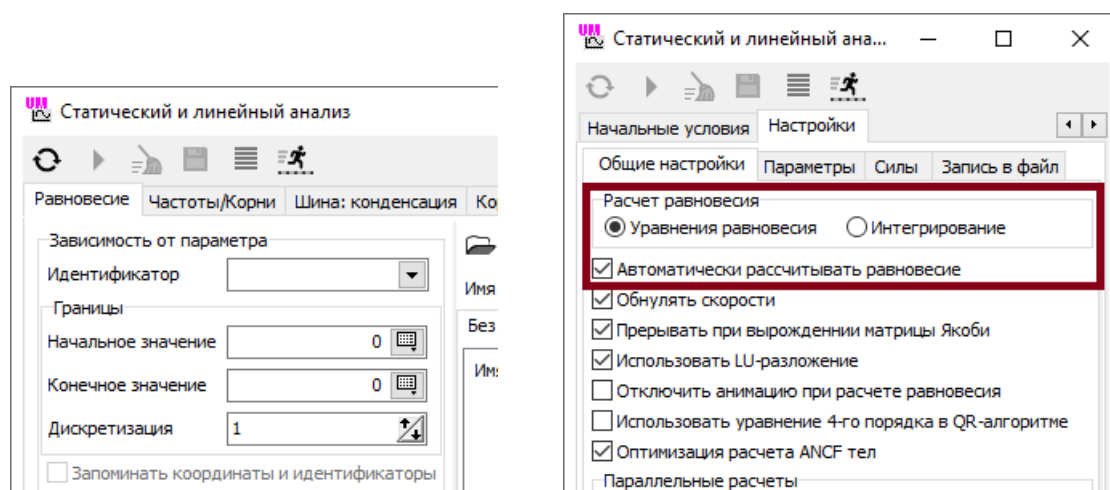 UM Статический и линейный анализ
Равновесие Частоты/Корни Шина: конденсация
Зависимость от параметра
Идентификатор
Имя
Границы
Без
Начальное значение 0
Конечное значение 0
Дискретизация 1
Запоминать координаты и идентификаторы
UM Статический и линейный ана...
Начальные условия Настройки
Общие настройки Параметры Силы Запись в файл
Расчет равновесия
Уравнения равновесия Интегрирование
Автоматически рассчитывать равновесие
Обнулять скорости
Прерывать при вырожденнии матрицы Якоби
Использовать LU-разложение
Отключить анимацию при расчете равновесия
Использовать уравнение 4-го порядка в QR-алгоритме
Оптимизация расчета ANCF тел
Параллельные расчеты